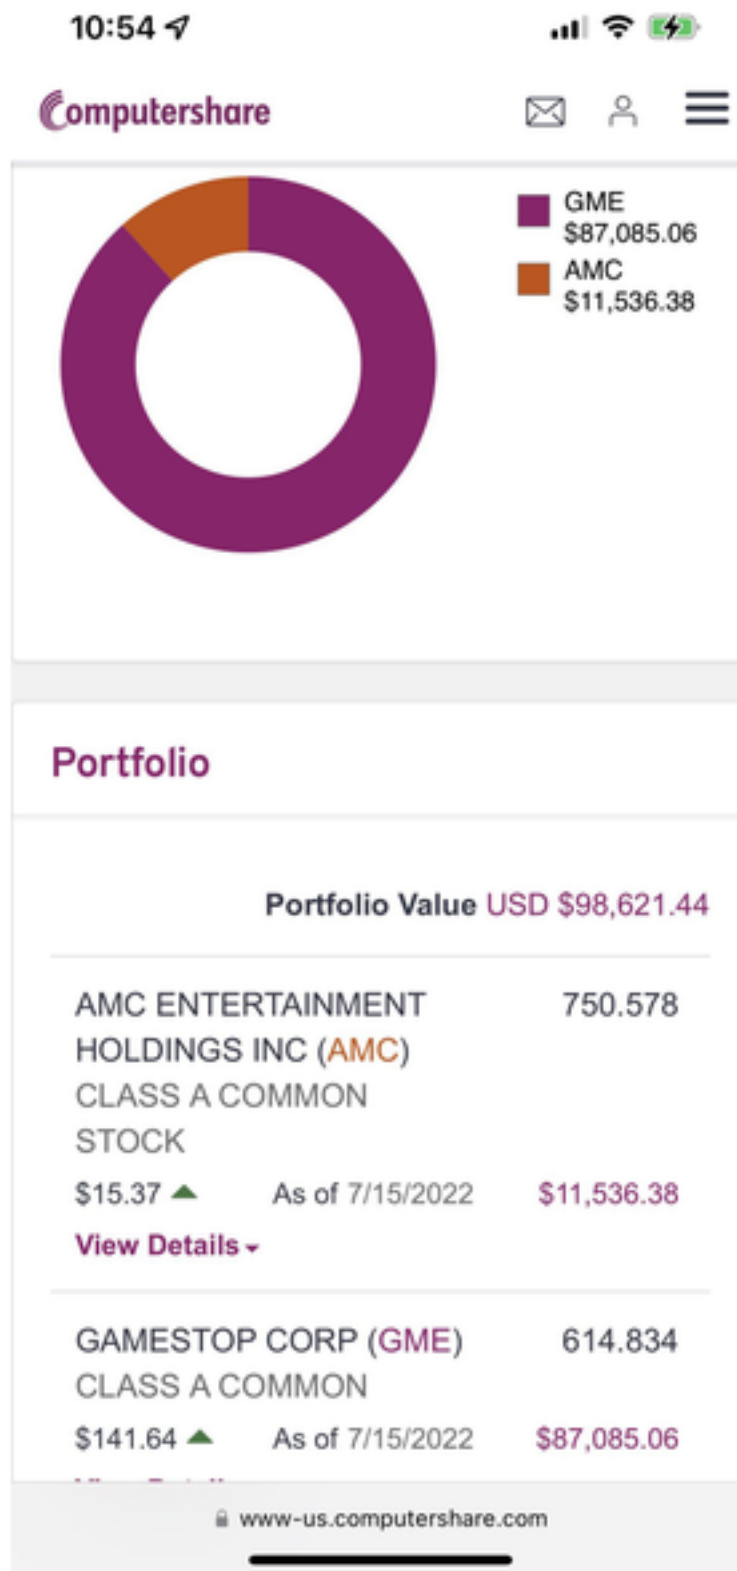 10:54
Computershare
GME
$87,085.06
AMC
$11,536.38
Portfolio
Portfolio Value USD $98,621.44
AMC ENTERTAINMENT 750.578
HOLDINGS INC (AMC)
CLASS A COMMON
STOCK
$15.37 As of 7/15/2022 $11,536.38
View Details
GAMESTOP CORP (GME) 614.834
CLASS A COMMON
$141.64 As of 7/15/2022 $87,085.06
www-us.computershare.com